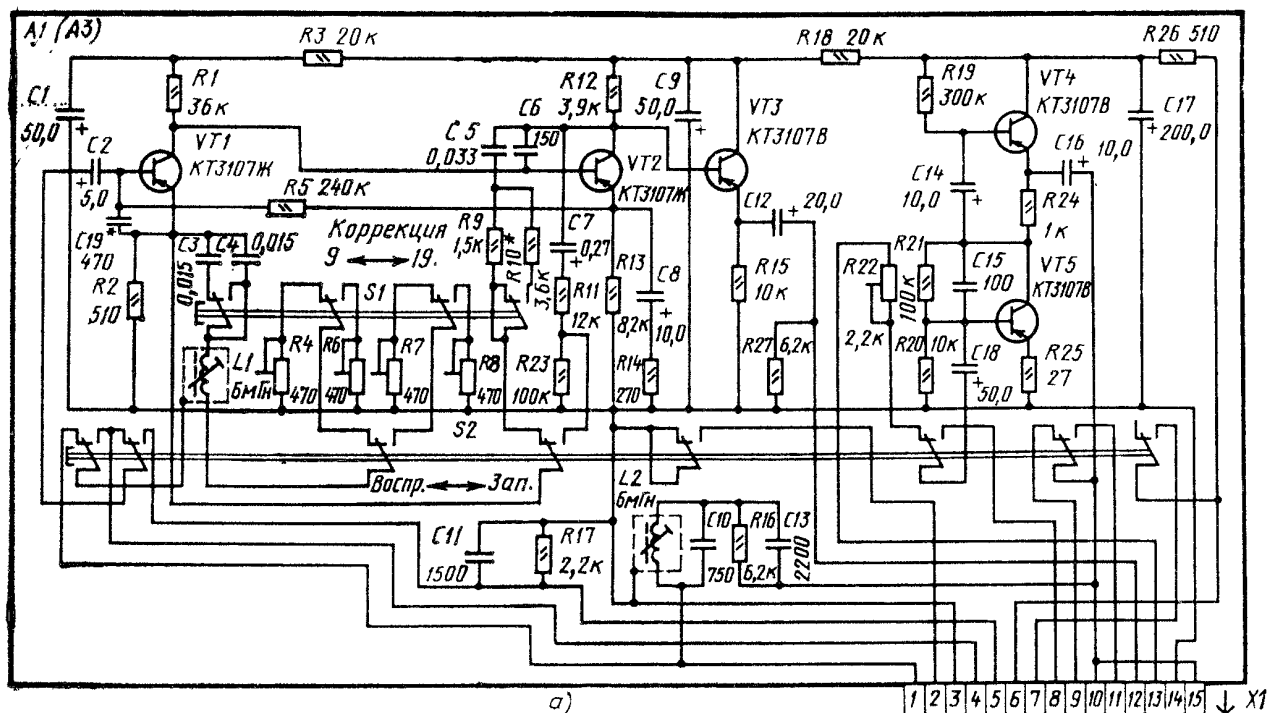 А1 (А3)
R3 20к
R18 20к
R26 510
C1
50,0
+
R1
36к
C2
+
5,0
VT1
КТ3107Ж
R5 240к
C5
0,033
C6
150
R12
3,9к
C9
50,0
+
VT2
КТ3107Ж
VT3
КТ3107В
R19
300к
VT4
КТ3107В
C17
+
200,0
C16
+
10,0
C14
10,0
+
R24
1к
C12
+
20,0
C19*
470
C3
C4
0,015
0,015
R2
510
Коррекция
9 ⟷ 19.
S1
R9
1,5к
R10*
3,6к
C7
+
0,27
R11
12к
R13
8,2к
C8
+
10,0
R15
10к
R22
2,2к
R21
100к
C15
100
VT5
КТ3107В
R20
10к
C18
+
50,0
R25
27
L1
6мГн
R4
470
R6
470
R7
470
R8
470
R23
100к
R14
270
R27
6,2к
S2
Воспр. ⟷ Зап.
L2
6мГн
C11
1500
R17
2,2к
C10
750
R16
6,2к
C13
2200
1 2 3 4 5 6 7 8 9 10 11 12 13 14 15 ↓ X1
а)